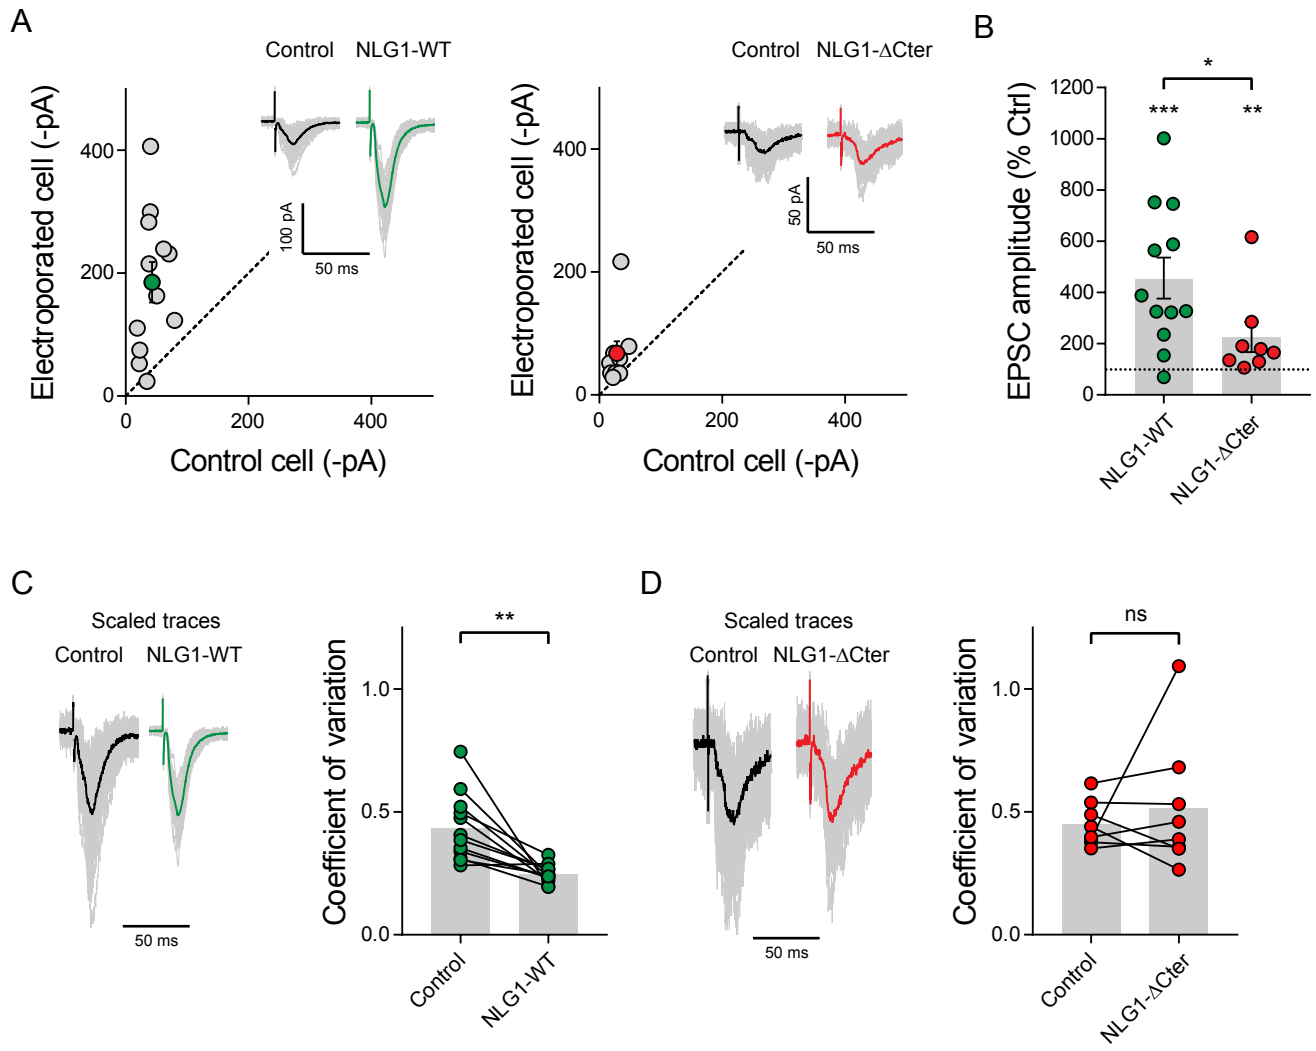 A
Control NLG1-WT
Electroporated cell (-pA)
400
200
0
0 200 400
Control cell (-pA)
100 pA
50 ms
Control NLG1-ΔCter
Electroporated cell (-pA)
400
200
0
0 200 400
Control cell (-pA)
50 pA
50 ms
B
*
*** **
EPSC amplitude (% Ctrl)
1200
1000
800
600
400
200
0
NLG1-WT
NLG1-ΔCter
C
Scaled traces
Control NLG1-WT
50 ms
**
Coefficient of variation
1.0
0.5
0.0
Control
NLG1-WT
D
Scaled traces
Control NLG1-ΔCter
50 ms
ns
Coefficient of variation
1.0
0.5
0.0
Control
NLG1-ΔCter